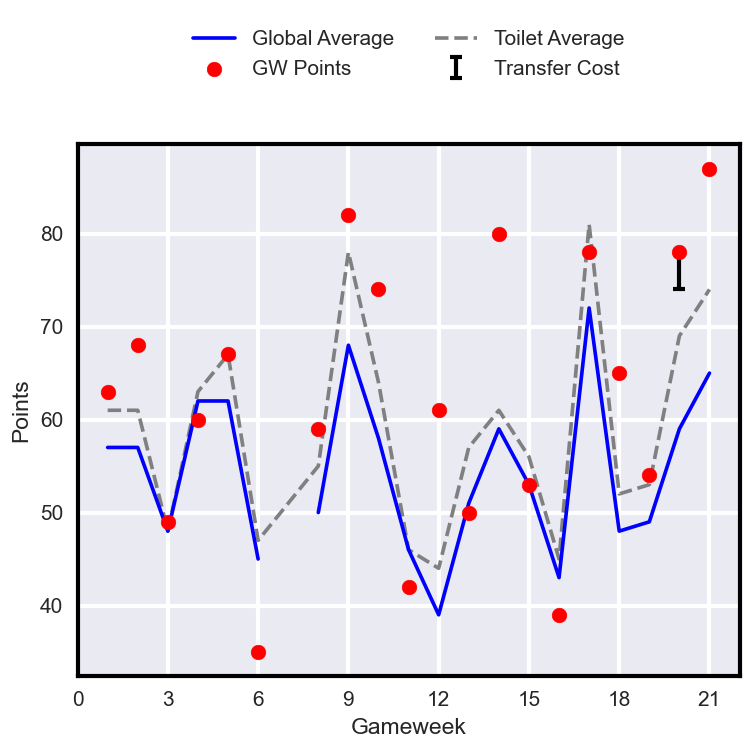 Global Average
Toilet Average
GW Points
Transfer Cost
80
70
60
50
40
Points
0 3 6 9 12 15 18 21
Gameweek